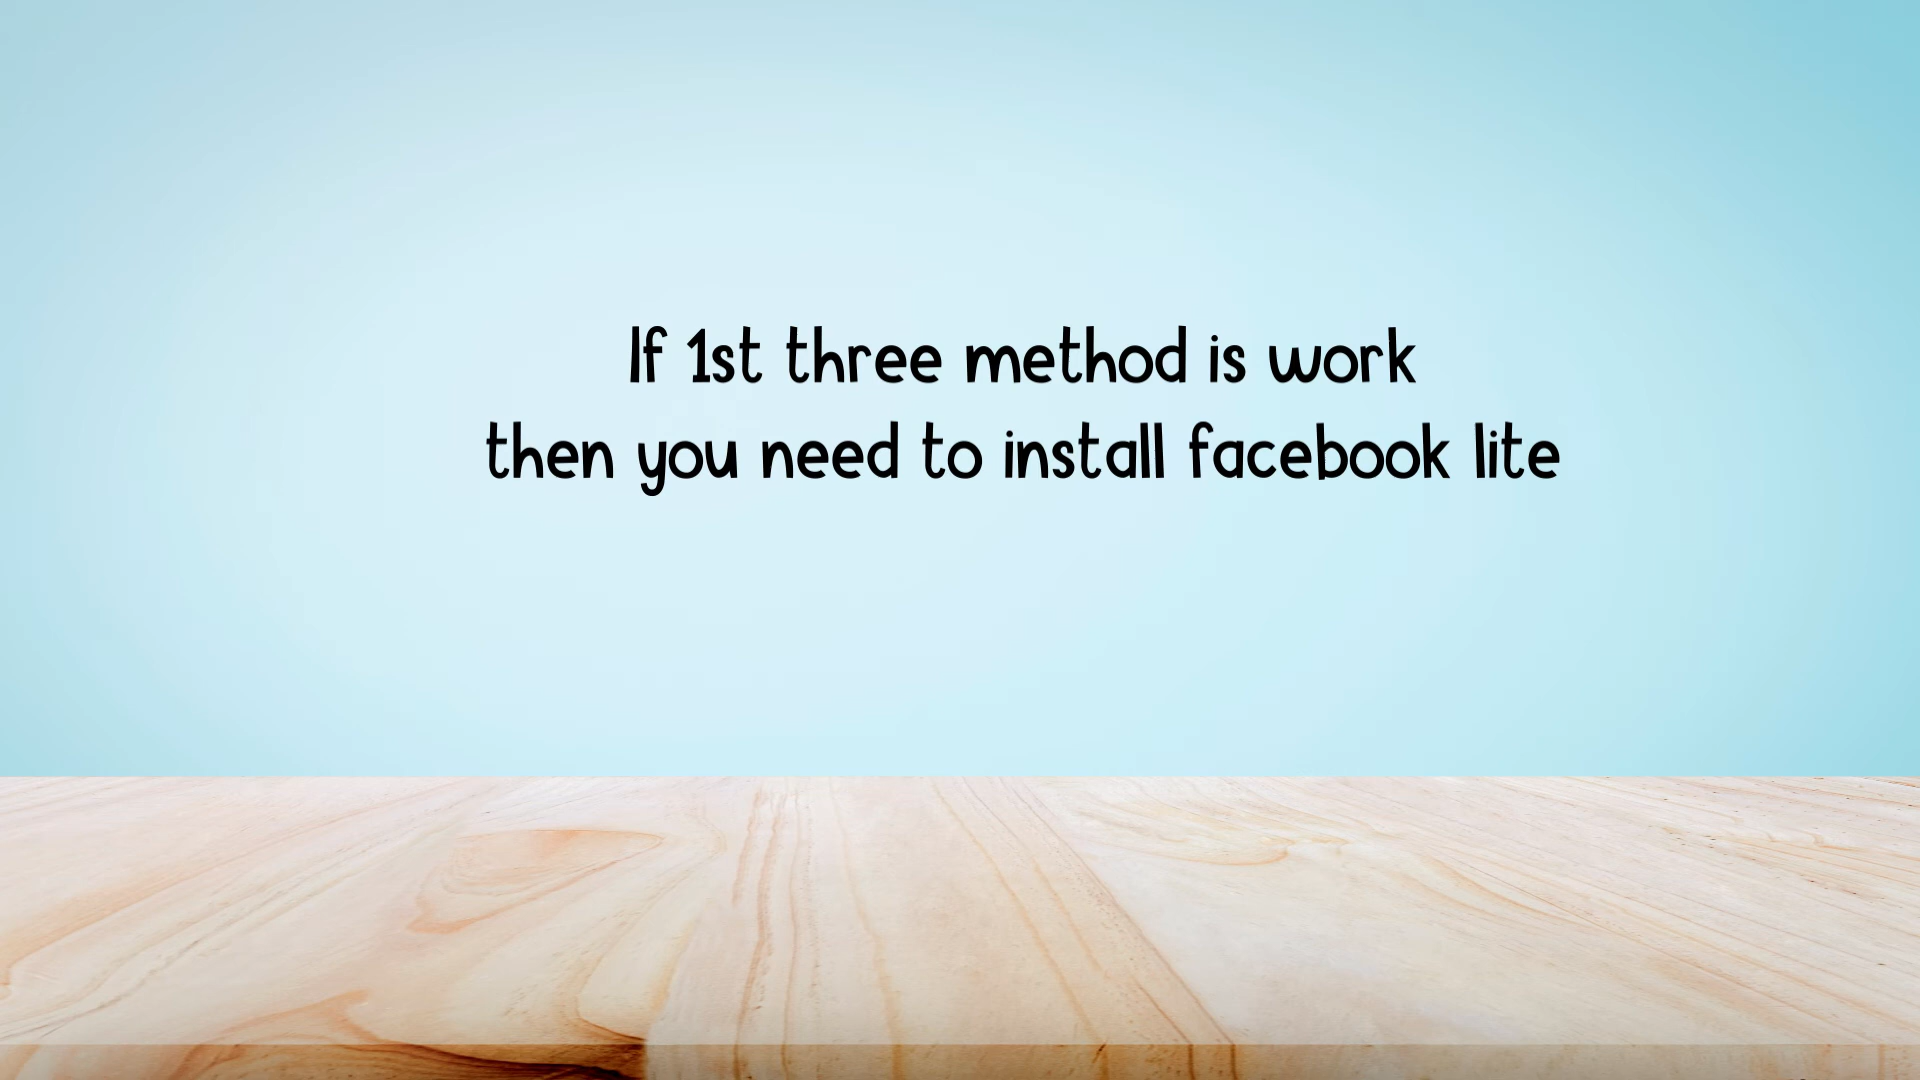 If 1st three method is work
then you need to install facebook lite